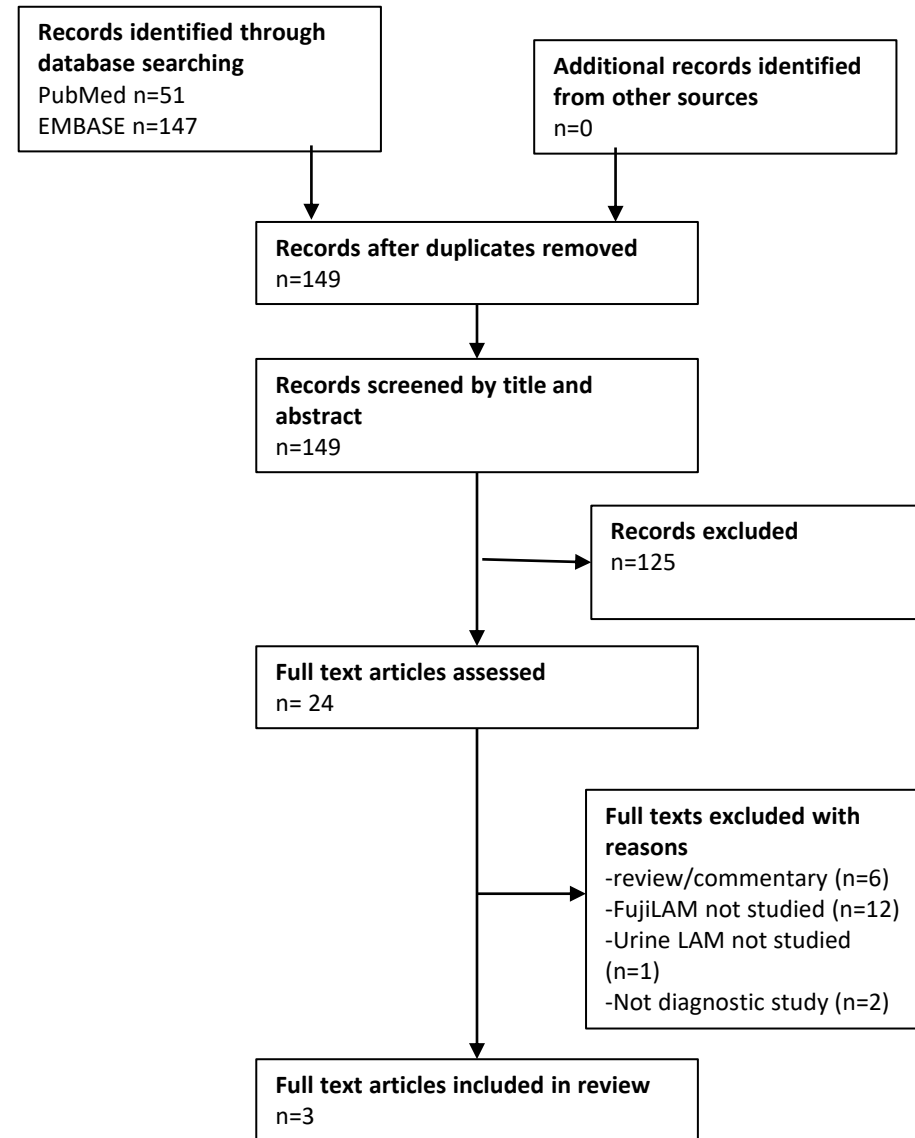 Records identified through
database searching
PubMed n=51
EMBASE n=147
Additional records identified
from other sources
n=0
Records after duplicates removed
n=149
Records screened by title and
abstract
n=149
Records excluded
n=125
Full text articles assessed
n= 24
Full texts excluded with
reasons
-review/commentary (n=6)
-FujiLAM not studied (n=12)
-Urine LAM not studied
(n=1)
-Not diagnostic study (n=2)
Full text articles included in review
n=3